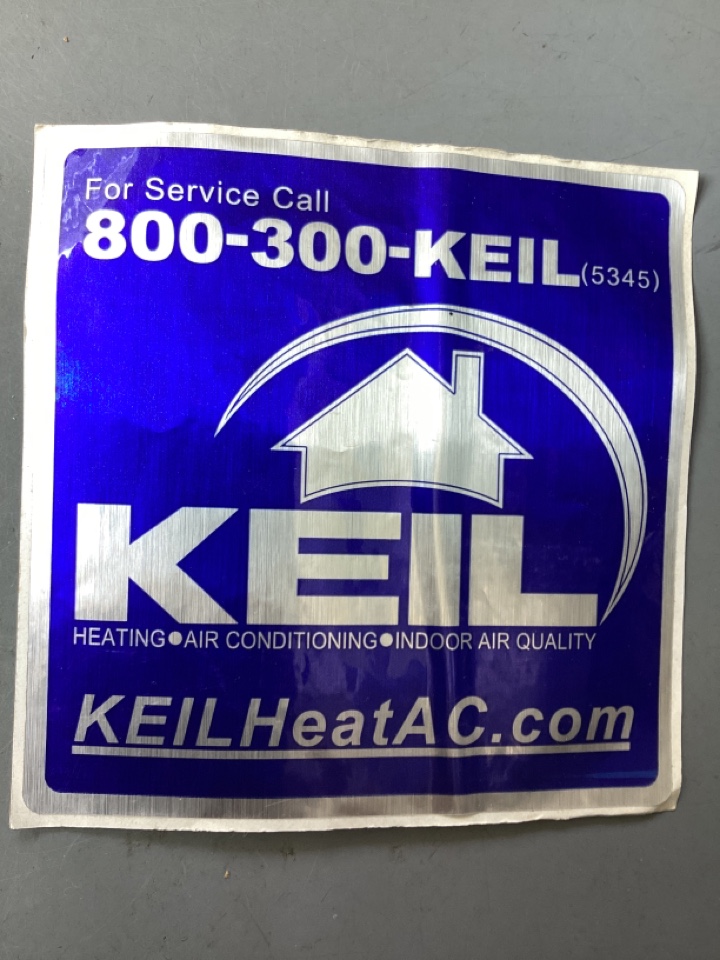 For Service Call
800-300-KEIL(5345)
KEIL
HEATING●AIR CONDITIONING●INDOOR AIR QUALITY
KEILHeatAC.com